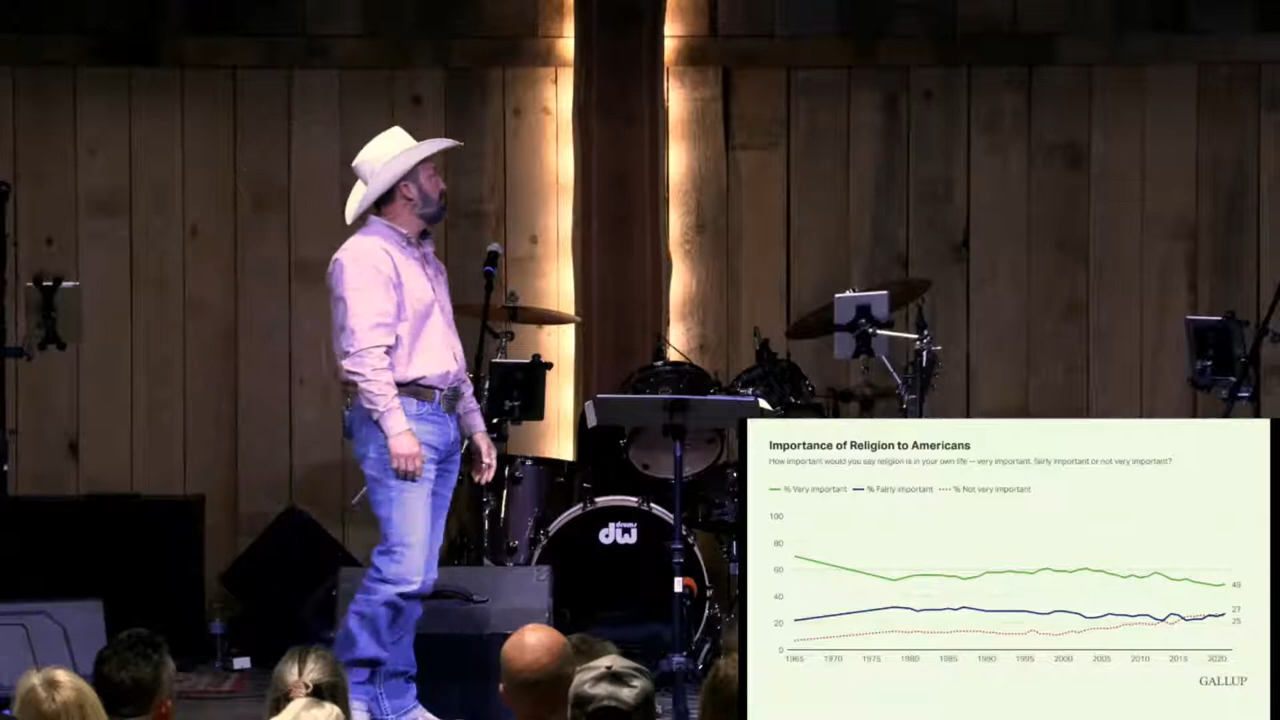 drums
dw
Importance of Religion to Americans
How important would you say religion is in your own life — very important, fairly important or not very important?
% Very important % Fairly important % Not very important
100
80
60
40
20
0
49
27
25
1965 1970 1975 1980 1985 1990 1995 2000 2005 2010 2015 2020
GALLUP